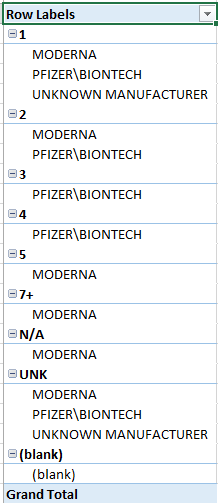 Row Labels
1
MODERNA
PFIZER\BIONTECH
UNKNOWN MANUFACTURER
2
MODERNA
PFIZER\BIONTECH
3
PFIZER\BIONTECH
4
PFIZER\BIONTECH
5
MODERNA
7+
MODERNA
N/A
MODERNA
UNK
MODERNA
PFIZER\BIONTECH
UNKNOWN MANUFACTURER
(blank)
(blank)
Grand Total